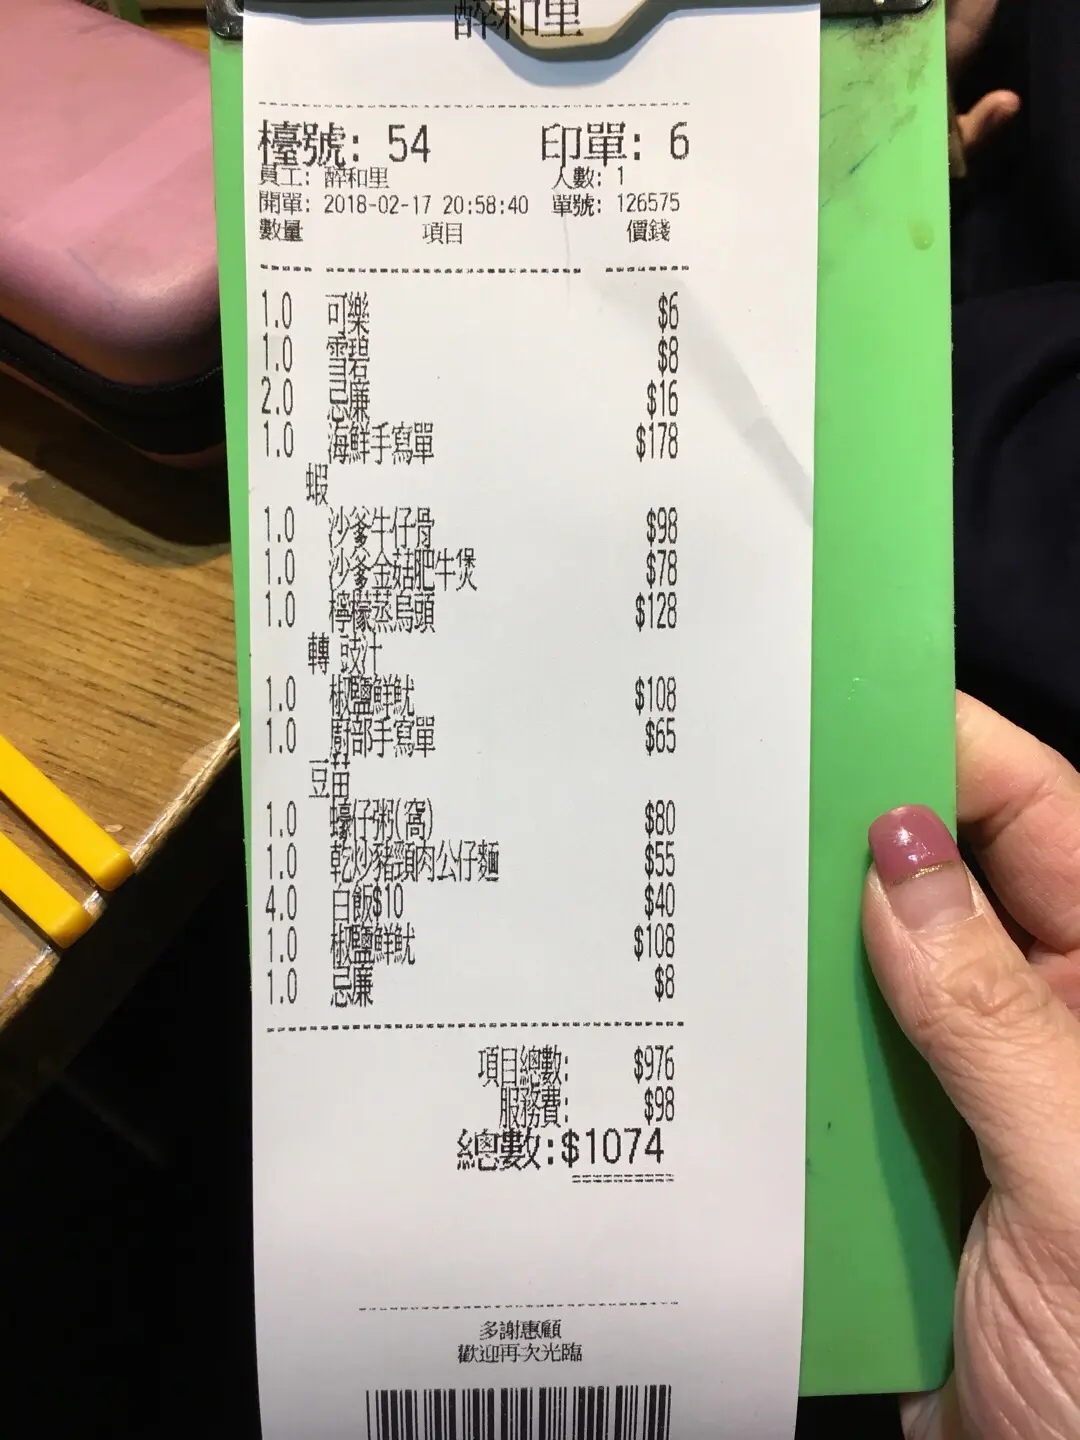 醉和里
檯號: 54 印單: 6
員工: 醉和里 人數: 1
開單: 2018-02-17 20:58:40 單號: 126575
數量 項目 價錢
1.0 可樂 $6
1.0 雪碧 $8
2.0 忌廉 $16
1.0 海鮮手寫單 $178
蝦
1.0 沙爹牛仔骨 $98
1.0 沙爹金菇肥牛煲 $78
1.0 檸檬蒸烏頭 $128
轉 豉汁
1.0 椒鹽鮮魷 $108
1.0 廚部手寫單 $65
豆苗
1.0 蠔仔粥(窩) $80
1.0 乾炒豬頸肉公仔麵 $55
4.0 白飯$10 $40
1.0 椒鹽鮮魷 $108
1.0 忌廉 $8
項目總數: $976
服務費: $98
總數:$1074
多謝惠顧
歡迎再次光臨